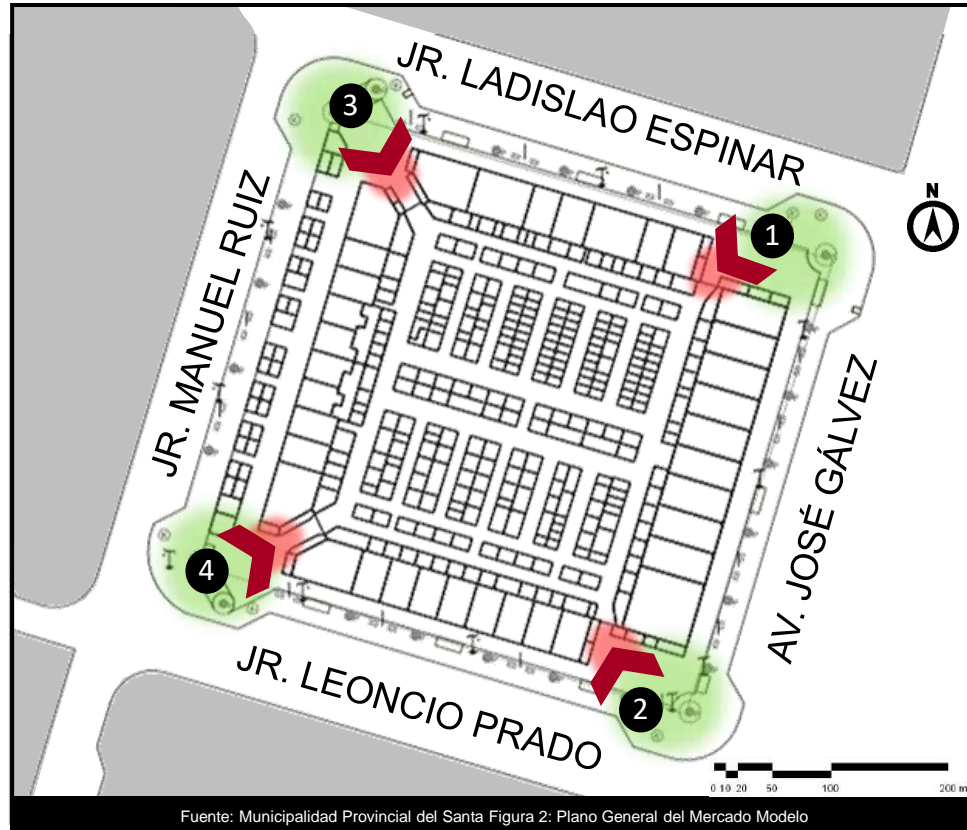 JR. LADISLAO ESPINAR
3
N
1
JR. MANUEL RUIZ
AV. JOSÉ GÁLVEZ
4
2
JR. LEONCIO PRADO
0 10 20 50 100 200 m
Fuente: Municipalidad Provincial del Santa Figura 2: Plano General del Mercado Modelo